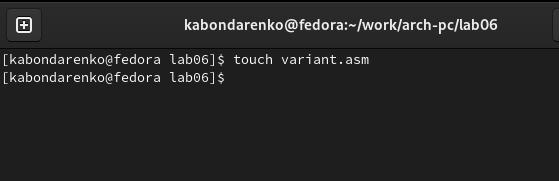 kabondarenko@fedora:~/work/arch-pc/lab06
[kabondarenko@fedora lab06]$ touch variant.asm
[kabondarenko@fedora lab06]$